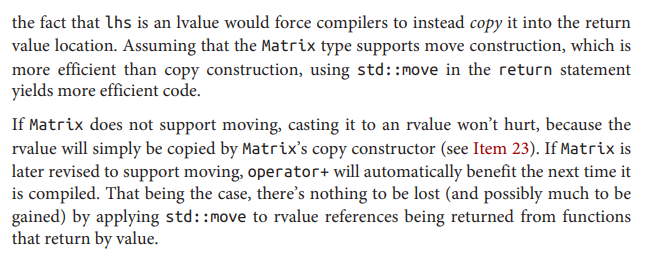 the fact that lhs is an lvalue would force compilers to instead copy it into the return
value location. Assuming that the Matrix type supports move construction, which is
more efficient than copy construction, using std::move in the return statement
yields more efficient code.
If Matrix does not support moving, casting it to an rvalue won't hurt, because the
rvalue will simply be copied by Matrix's copy constructor (see Item 23). If Matrix is
later revised to support moving, operator+ will automatically benefit the next time it
is compiled. That being the case, there's nothing to be lost (and possibly much to be
gained) by applying std::move to rvalue references being returned from functions
that return by value.